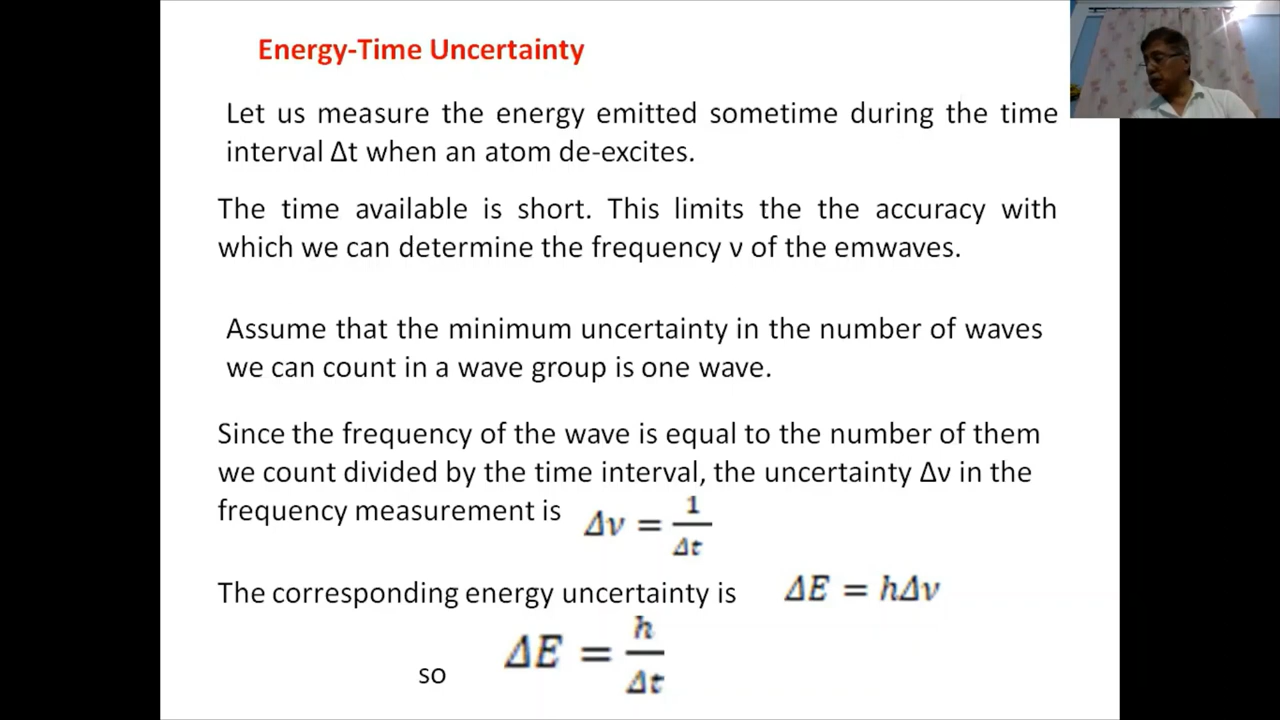 Energy-Time Uncertainty
Let us measure the energy emitted sometime during the time
interval Δt when an atom de-excites.
The time available is short. This limits the the accuracy with
which we can determine the frequency ν of the emwaves.
Assume that the minimum uncertainty in the number of waves
we can count in a wave group is one wave.
Since the frequency of the wave is equal to the number of them
we count divided by the time interval, the uncertainty Δν in the
frequency measurement is Δν = 1/Δt
The corresponding energy uncertainty is ΔE = hΔν
so ΔE = h/Δt